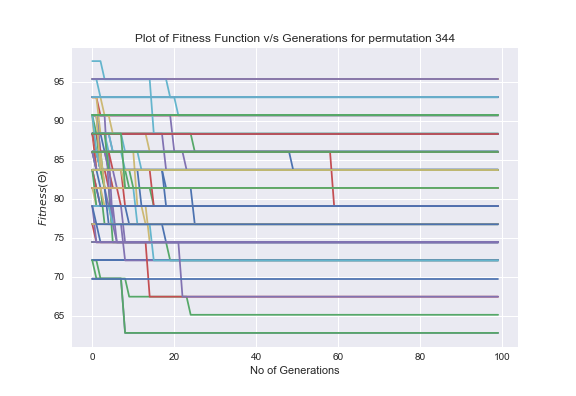 Plot of Fitness Function v/s Generations for permutation 344
95
90
85
80
75
70
65
Fitness(Θ)
0 20 40 60 80 100
No of Generations